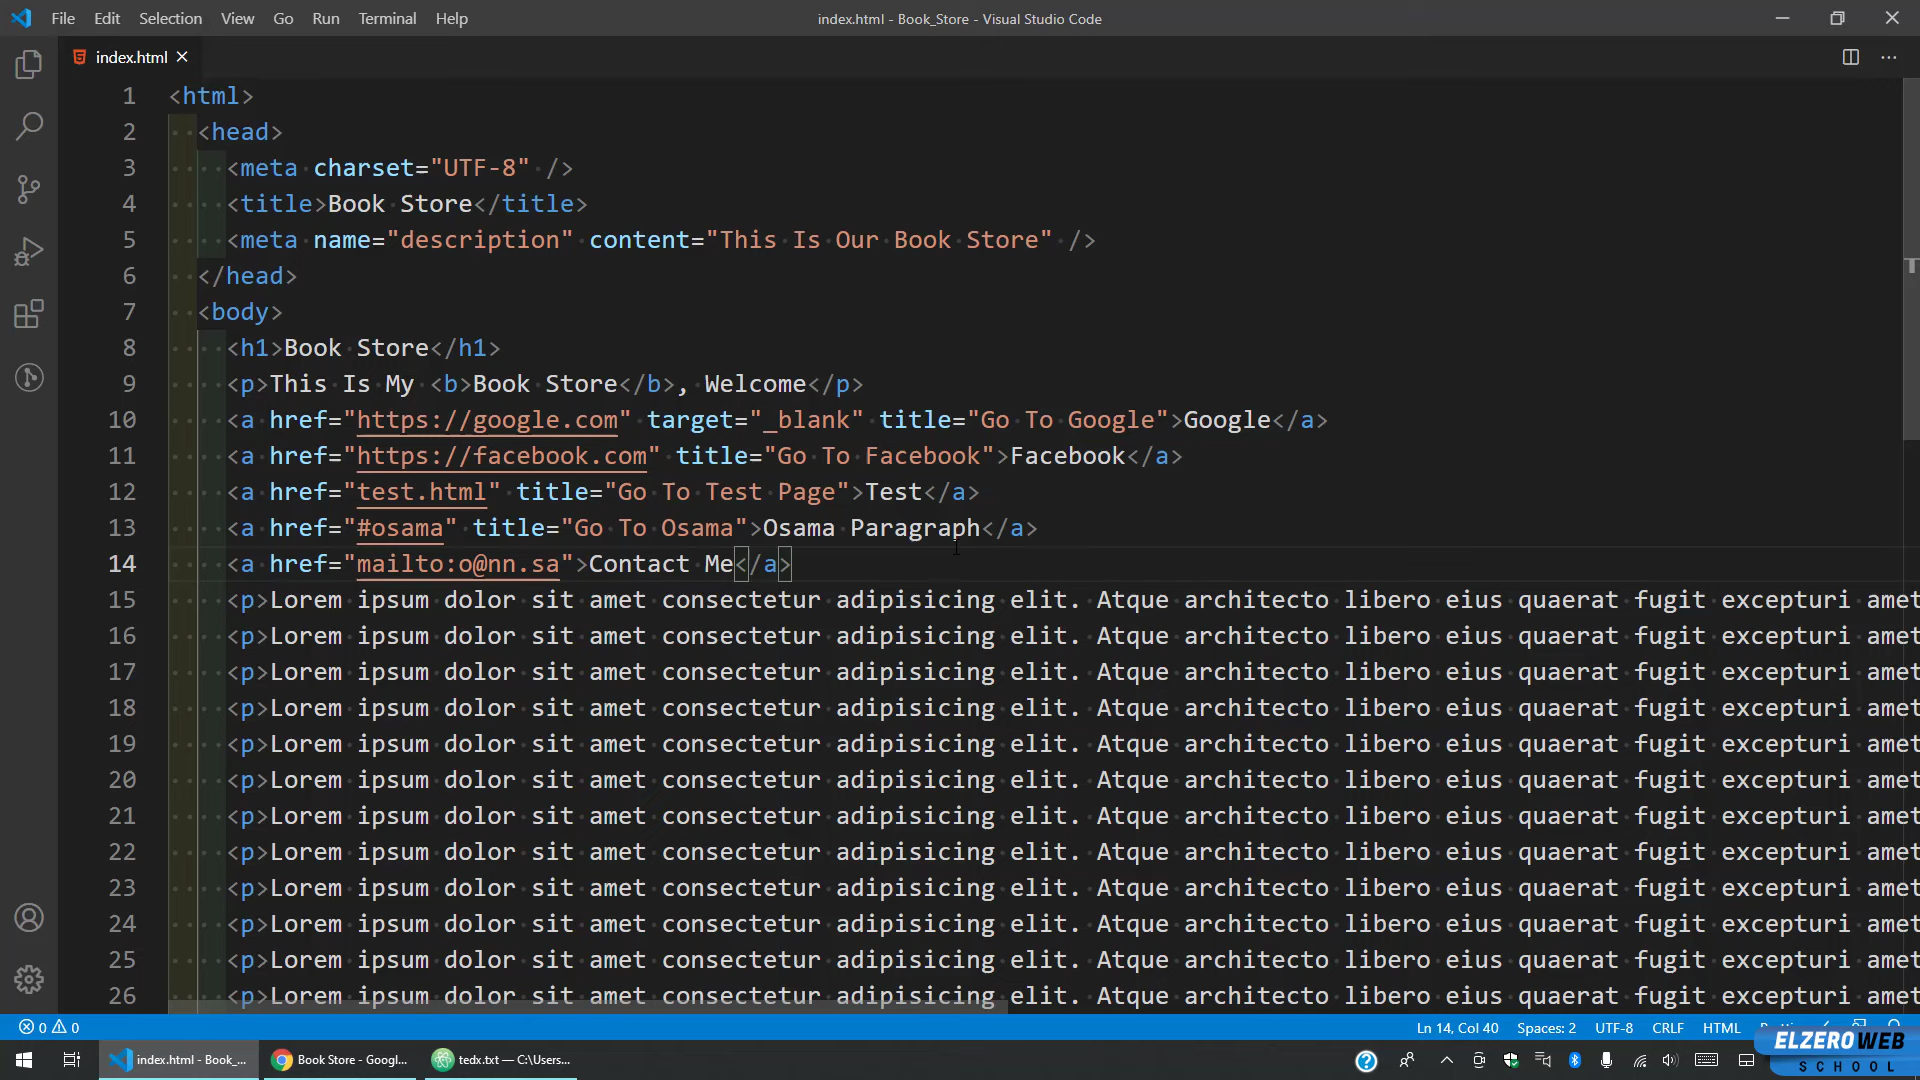 File Edit Selection View Go Run Terminal Help
index.html - Book_Store - Visual Studio Code
index.html
1 <html>
2 <head>
3 <meta charset="UTF-8" />
4 <title>Book Store</title>
5 <meta name="description" content="This Is Our Book Store" />
6 </head>
7 <body>
8 <h1>Book Store</h1>
9 <p>This Is My <b>Book Store</b>, Welcome</p>
10 <a href="https://google.com" target="_blank" title="Go To Google">Google</a>
11 <a href="https://facebook.com" title="Go To Facebook">Facebook</a>
12 <a href="test.html" title="Go To Test Page">Test</a>
13 <a href="#osama" title="Go To Osama">Osama Paragraph</a>
14 <a href="mailto:o@nn.sa">Contact Me</a>
15 <p>Lorem ipsum dolor sit amet consectetur adipisicing elit. Atque architecto libero eius quaerat fugit excepturi amet
16 <p>Lorem ipsum dolor sit amet consectetur adipisicing elit. Atque architecto libero eius quaerat fugit excepturi amet
17 <p>Lorem ipsum dolor sit amet consectetur adipisicing elit. Atque architecto libero eius quaerat fugit excepturi amet
18 <p>Lorem ipsum dolor sit amet consectetur adipisicing elit. Atque architecto libero eius quaerat fugit excepturi amet
19 <p>Lorem ipsum dolor sit amet consectetur adipisicing elit. Atque architecto libero eius quaerat fugit excepturi amet
20 <p>Lorem ipsum dolor sit amet consectetur adipisicing elit. Atque architecto libero eius quaerat fugit excepturi amet
21 <p>Lorem ipsum dolor sit amet consectetur adipisicing elit. Atque architecto libero eius quaerat fugit excepturi amet
22 <p>Lorem ipsum dolor sit amet consectetur adipisicing elit. Atque architecto libero eius quaerat fugit excepturi amet
23 <p>Lorem ipsum dolor sit amet consectetur adipisicing elit. Atque architecto libero eius quaerat fugit excepturi amet
24 <p>Lorem ipsum dolor sit amet consectetur adipisicing elit. Atque architecto libero eius quaerat fugit excepturi amet
25 <p>Lorem ipsum dolor sit amet consectetur adipisicing elit. Atque architecto libero eius quaerat fugit excepturi amet
26 <p>Lorem ipsum dolor sit amet consectetur adipisicing elit. Atque architecto libero eius quaerat fugit excepturi amet
0 0 Ln 14, Col 40 Spaces: 2 UTF-8 CRLF HTML
index.html - Book_... Book Store - Googl... tedx.txt — C:\Users...
ELZEROWEB
SCHOOL